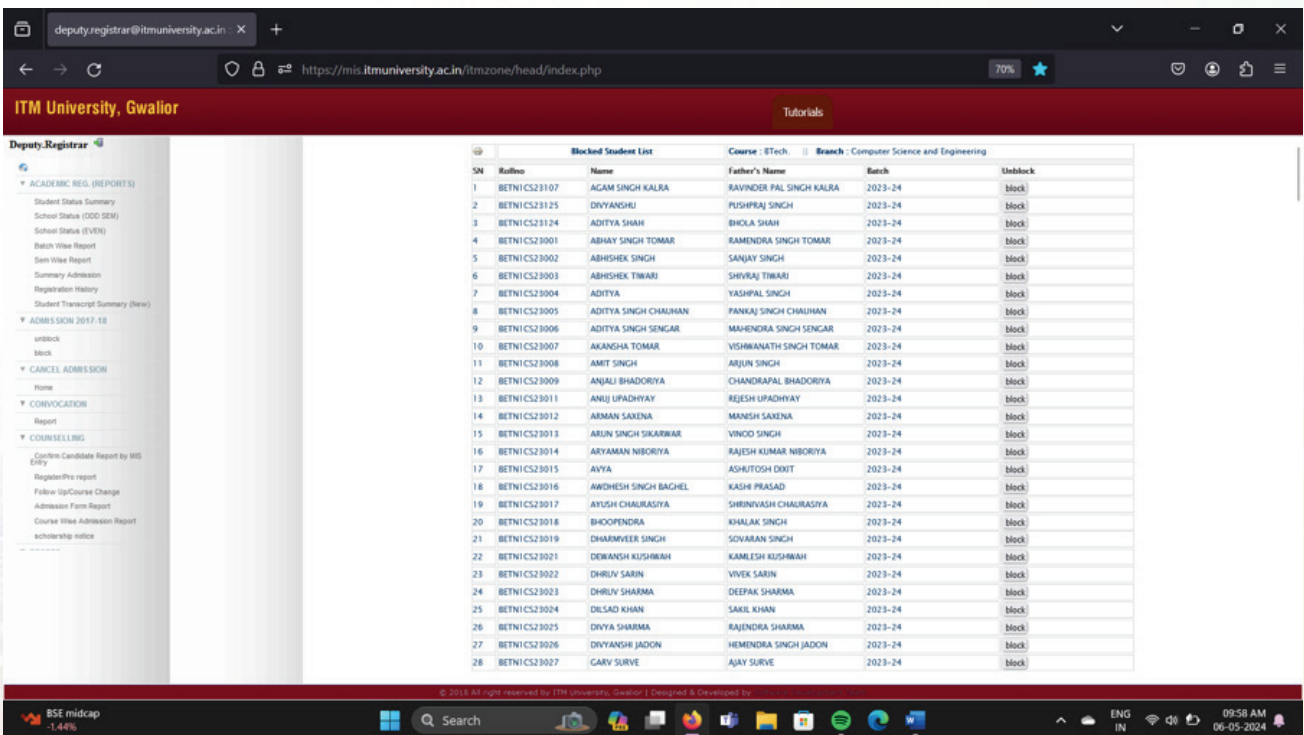 deputy.registrar@itmuniversity.ac.in :
https://mis.itmuniversity.ac.in/itmzone/head/index.php 70%
ITM University, Gwalior Tutorials
Deputy.Registrar
ACADEMIC REG. (REPORTS)
Student Status Summary
School Status (ODD SEM)
School Status (EVEN)
Batch Wise Report
Sem Wise Report
Summary Admission
Registration History
Student Transcript Summary (New)
ADMISSION 2017-18
unblock
block
CANCEL ADMISSION
Home
CONVOCATION
Report
COUNSELLING
Confirm Candidate Report by MIS
Entry
Register/Pro report
Follow Up/Course Change
Admission Form Report
Course Wise Admission Report
scholarship notice
Blocked Student List Course : BTech. || Branch : Computer Science and Engineering
SN Rollno Name Father's Name Batch Unblock
1 BETN1CS23107 AGAM SINGH KALRA RAVINDER PAL SINGH KALRA 2023-24 block
2 BETN1CS23125 DIVYANSHU PUSHPRAJ SINGH 2023-24 block
3 BETN1CS23124 ADITYA SHAH BHOLA SHAH 2023-24 block
4 BETN1CS23001 ABHAY SINGH TOMAR RAMENDRA SINGH TOMAR 2023-24 block
5 BETN1CS23002 ABHISHEK SINGH SANJAY SINGH 2023-24 block
6 BETN1CS23003 ABHISHEK TIWARI SHIVRAJ TIWARI 2023-24 block
7 BETN1CS23004 ADITYA YASHPAL SINGH 2023-24 block
8 BETN1CS23005 ADITYA SINGH CHAUHAN PANKAJ SINGH CHAUHAN 2023-24 block
9 BETN1CS23006 ADITYA SINGH SENGAR MAHENDRA SINGH SENGAR 2023-24 block
10 BETN1CS23007 AKANSHA TOMAR VISHWANATH SINGH TOMAR 2023-24 block
11 BETN1CS23008 AMIT SINGH ARJUN SINGH 2023-24 block
12 BETN1CS23009 ANJALI BHADORIYA CHANDRAPAL BHADORIYA 2023-24 block
13 BETN1CS23011 ANUJ UPADHYAY REJESH UPADHYAY 2023-24 block
14 BETN1CS23012 ARMAN SAXENA MANISH SAXENA 2023-24 block
15 BETN1CS23013 ARUN SINGH SIKARWAR VINOD SINGH 2023-24 block
16 BETN1CS23014 ARYAMAN NIBORIYA RAJESH KUMAR NIBORIYA 2023-24 block
17 BETN1CS23015 AVYA ASHUTOSH DIXIT 2023-24 block
18 BETN1CS23016 AWDHESH SINGH BAGHEL KASHI PRASAD 2023-24 block
19 BETN1CS23017 AYUSH CHAURASIYA SHRINIVASH CHAURASIYA 2023-24 block
20 BETN1CS23018 BHOOPENDRA KHALAK SINGH 2023-24 block
21 BETN1CS23019 DHARMVEER SINGH SOVARAN SINGH 2023-24 block
22 BETN1CS23021 DEWANSH KUSHWAH KAMLESH KUSHWAH 2023-24 block
23 BETN1CS23022 DHRUV SARIN VIVEK SARIN 2023-24 block
24 BETN1CS23023 DHRUV SHARMA DEEPAK SHARMA 2023-24 block
25 BETN1CS23024 DILSAD KHAN SAKIL KHAN 2023-24 block
26 BETN1CS23025 DIVYA SHARMA RAJENDRA SHARMA 2023-24 block
27 BETN1CS23026 DIVYANSHI JADON HEMENDRA SINGH JADON 2023-24 block
28 BETN1CS23027 GARV SURVE AJAY SURVE 2023-24 block
© 2018 All right reserved by ITM University, Gwalior | Designed & Developed by
BSE midcap
-1.44%
Search
ENG
IN
09:58 AM
06-05-2024